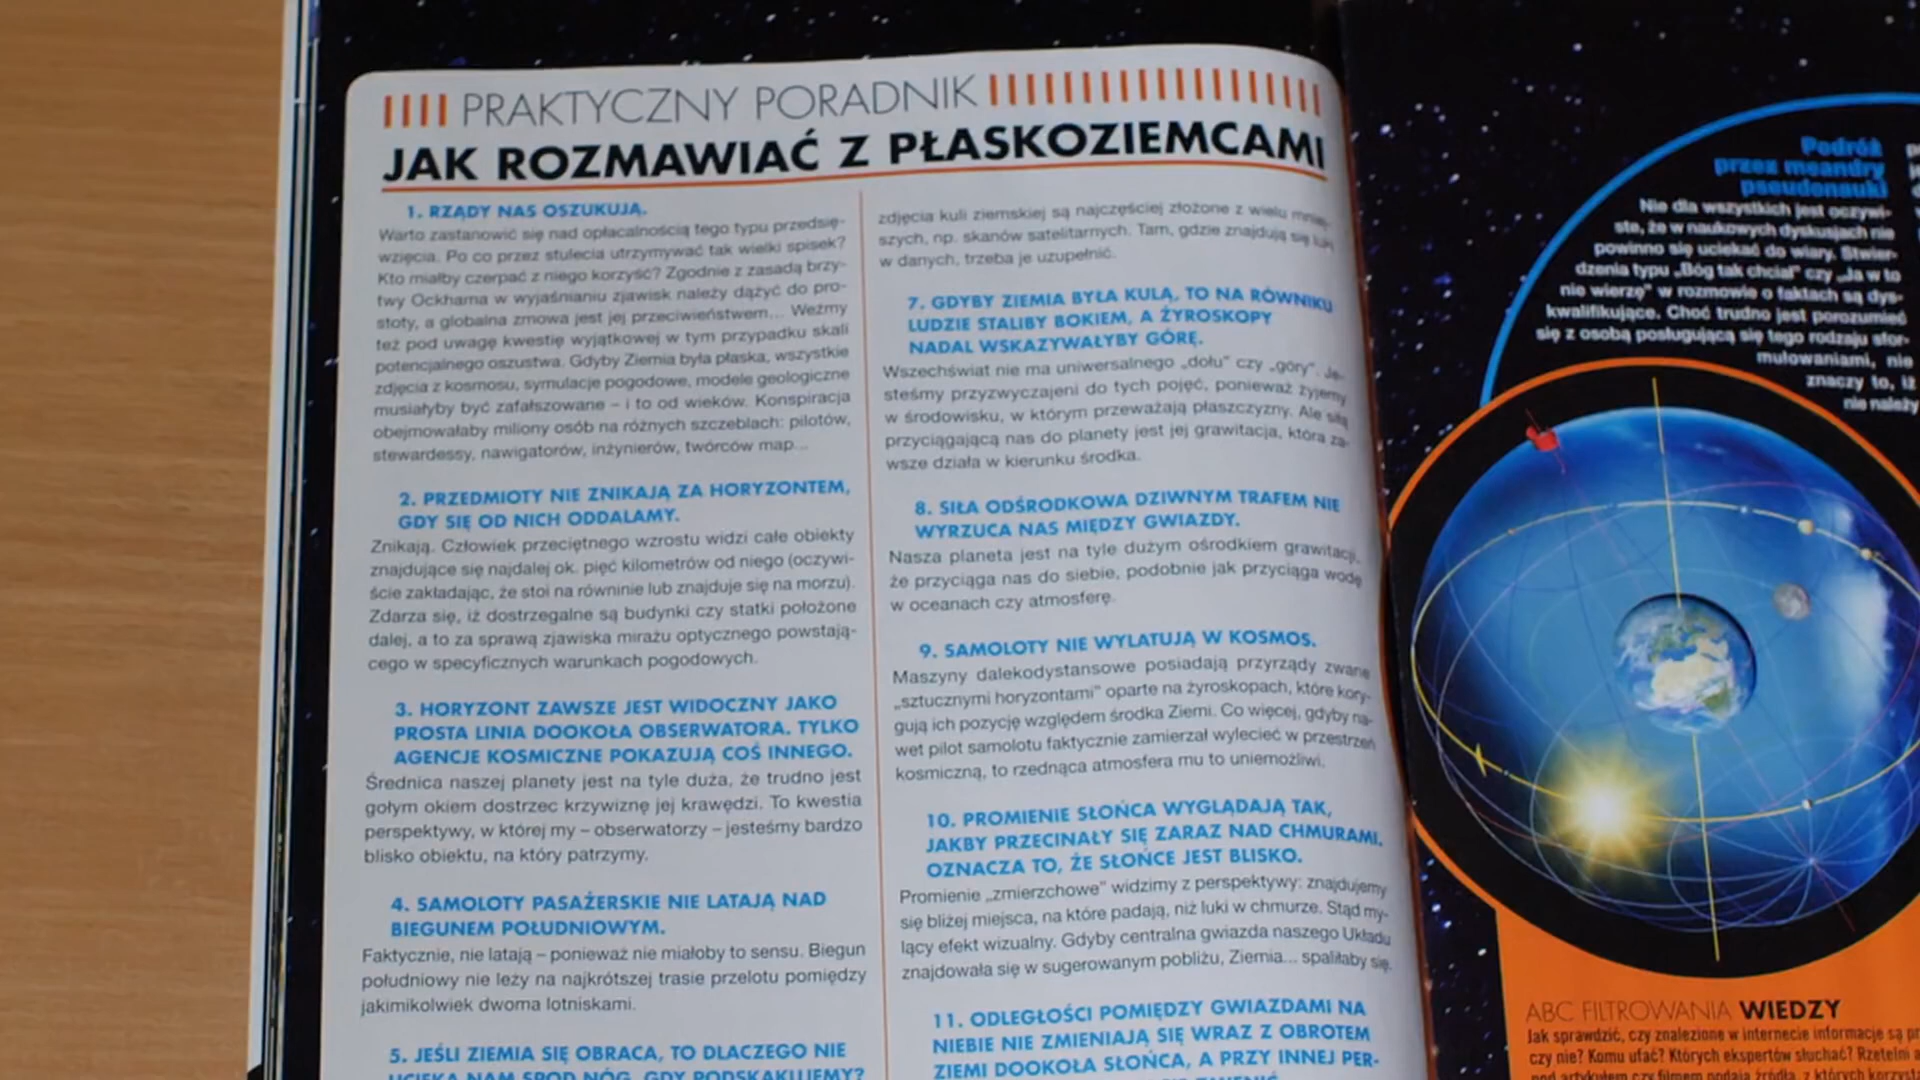 PRAKTYCZNY PORADNIK
JAK ROZMAWIAĆ Z PŁASKOZIEMCAMI
1. RZĄDY NAS OSZUKUJĄ.
Warto zastanowić się nad opłacalnością tego typu przedsię-
wzięcia. Po co przez stulecia utrzymywać tak wielki spisek?
Kto miałby czerpać z niego korzyść? Zgodnie z zasadą brzy-
twy Ockhama w wyjaśnianiu zjawisk należy dążyć do pro-
stoty, a globalna zmowa jest jej przeciwieństwem... Weźmy
też pod uwagę kwestię wyjątkowej w tym przypadku skali
potencjalnego oszustwa. Gdyby Ziemia była płaska, wszystkie
zdjęcia z kosmosu, symulacje pogodowe, modele geologiczne
musiałyby być zafałszowane – i to od wieków. Konspiracja
obejmowałaby miliony osób na różnych szczeblach: pilotów,
stewardessy, nawigatorów, inżynierów, twórców map...
2. PRZEDMIOTY NIE ZNIKAJĄ ZA HORYZONTEM,
GDY SIĘ OD NICH ODDALAMY.
Znikają. Człowiek przeciętnego wzrostu widzi całe obiekty
znajdujące się najdalej ok. pięć kilometrów od niego (oczywi-
ście zakładając, że stoi na równinie lub znajduje się na morzu).
Zdarza się, iż dostrzegalne są budynki czy statki położone
dalej, a to za sprawą zjawiska mirażu optycznego powstają-
cego w specyficznych warunkach pogodowych.
3. HORYZONT ZAWSZE JEST WIDOCZNY JAKO
PROSTA LINIA DOOKOŁA OBSERWATORA. TYLKO
AGENCJE KOSMICZNE POKAZUJĄ COŚ INNEGO.
Średnica naszej planety jest na tyle duża, że trudno jest
gołym okiem dostrzec krzywiznę jej krawędzi. To kwestia
perspektywy, w której my – obserwatorzy – jesteśmy bardzo
blisko obiektu, na który patrzymy.
4. SAMOLOTY PASAŻERSKIE NIE LATAJĄ NAD
BIEGUNEM POŁUDNIOWYM.
Faktycznie, nie latają – ponieważ nie miałoby to sensu. Biegun
południowy nie leży na najkrótszej trasie przelotu pomiędzy
jakimikolwiek dwoma lotniskami.
5. JEŚLI ZIEMIA SIĘ OBRACA, TO DLACZEGO NIE
UCIEKA NAM SPOD NÓG, GDY PODSKAKUJEMY?
zdjęcia kuli ziemskiej są najczęściej złożone z wielu mniej-
szych, np. skanów satelitarnych. Tam, gdzie znajdują się luki
w danych, trzeba je uzupełnić.
7. GDYBY ZIEMIA BYŁA KULĄ, TO NA RÓWNIKU
LUDZIE STALIBY BOKIEM, A ŻYROSKOPY
NADAL WSKAZYWAŁYBY GÓRĘ.
Wszechświat nie ma uniwersalnego „dołu” czy „góry”. Je-
steśmy przyzwyczajeni do tych pojęć, ponieważ żyjemy
w środowisku, w którym przeważają płaszczyzny. Ale siłą
przyciągającą nas do planety jest jej grawitacja, która za-
wsze działa w kierunku środka.
8. SIŁA ODŚRODKOWA DZIWNYM TRAFEM NIE
WYRZUCA NAS MIĘDZY GWIAZDY.
Nasza planeta jest na tyle dużym ośrodkiem grawitacji,
że przyciąga nas do siebie, podobnie jak przyciąga wodę
w oceanach czy atmosferę.
9. SAMOLOTY NIE WYLATUJĄ W KOSMOS.
Maszyny dalekodystansowe posiadają przyrządy zwane
„sztucznymi horyzontami” oparte na żyroskopach, które kory-
gują ich pozycję względem środka Ziemi. Co więcej, gdyby na-
wet pilot samolotu faktycznie zamierzał wylecieć w przestrzeń
kosmiczną, to rzednąca atmosfera mu to uniemożliwi.
10. PROMIENIE SŁOŃCA WYGLĄDAJĄ TAK,
JAKBY PRZECINAŁY SIĘ ZARAZ NAD CHMURAMI.
OZNACZA TO, ŻE SŁOŃCE JEST BLISKO.
Promienie „zmierzchowe” widzimy z perspektywy: znajdujemy
się bliżej miejsca, na które padają, niż luki w chmurze. Stąd my-
lący efekt wizualny. Gdyby centralna gwiazda naszego Układu
znajdowała się w sugerowanym pobliżu, Ziemia... spaliłaby się.
11. ODLEGŁOŚCI POMIĘDZY GWIAZDAMI NA
NIEBIE NIE ZMIENIAJĄ SIĘ WRAZ Z OBROTEM
ZIEMI DOOKOŁA SŁOŃCA, A PRZY INNEJ PER-
Podróż
przez meandry
pseudonauki
Nie dla wszystkich jest oczywi-
ste, że w naukowych dyskusjach nie
powinno się uciekać do wiary. Stwier-
dzenia typu „Bóg tak chciał” czy „Ja w to
nie wierzę” w rozmowie o faktach są dys-
kwalifikujące. Choć trudno jest porozumieć
się z osobą posługującą się tego rodzaju sfor-
mułowaniami, nie
znaczy to, iż
nie należy
ABC FILTROWANIA WIEDZY
Jak sprawdzić, czy znalezione w internecie informacje są
czy nie? Komu ufać? Których ekspertów słuchać? Rzetelni
pod artykułem czy filmem podają źródła, z których